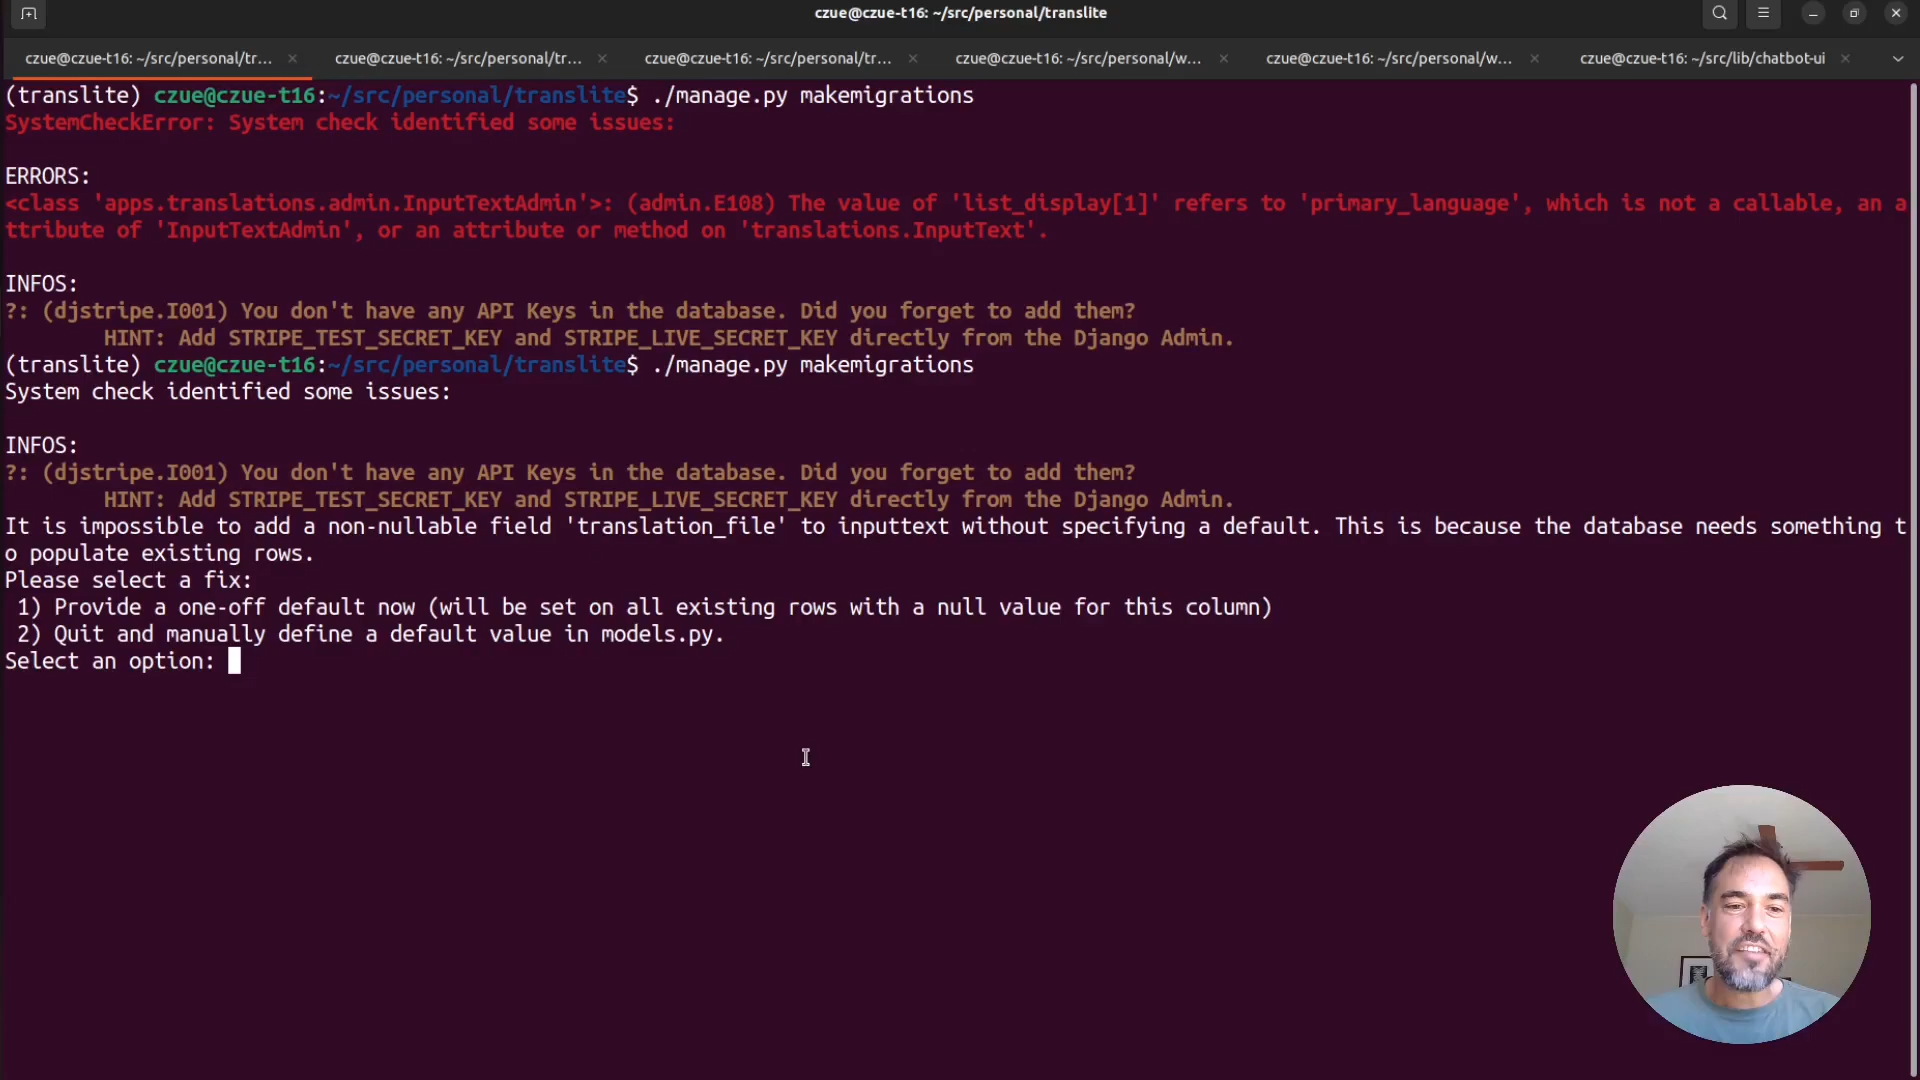 czue@czue-t16: ~/src/personal/translite
czue@czue-t16: ~/src/personal/tr... czue@czue-t16: ~/src/personal/tr... czue@czue-t16: ~/src/personal/tr... czue@czue-t16: ~/src/personal/w... czue@czue-t16: ~/src/personal/w... czue@czue-t16: ~/src/lib/chatbot-ui
(translite) czue@czue-t16:~/src/personal/translite$ ./manage.py makemigrations
SystemCheckError: System check identified some issues:
ERRORS:
<class 'apps.translations.admin.InputTextAdmin'>: (admin.E108) The value of 'list_display[1]' refers to 'primary_language', which is not a callable, an a
ttribute of 'InputTextAdmin', or an attribute or method on 'translations.InputText'.
INFOS:
?: (djstripe.I001) You don't have any API Keys in the database. Did you forget to add them?
HINT: Add STRIPE_TEST_SECRET_KEY and STRIPE_LIVE_SECRET_KEY directly from the Django Admin.
(translite) czue@czue-t16:~/src/personal/translite$ ./manage.py makemigrations
System check identified some issues:
INFOS:
?: (djstripe.I001) You don't have any API Keys in the database. Did you forget to add them?
HINT: Add STRIPE_TEST_SECRET_KEY and STRIPE_LIVE_SECRET_KEY directly from the Django Admin.
It is impossible to add a non-nullable field 'translation_file' to inputtext without specifying a default. This is because the database needs something t
o populate existing rows.
Please select a fix:
1) Provide a one-off default now (will be set on all existing rows with a null value for this column)
2) Quit and manually define a default value in models.py.
Select an option: